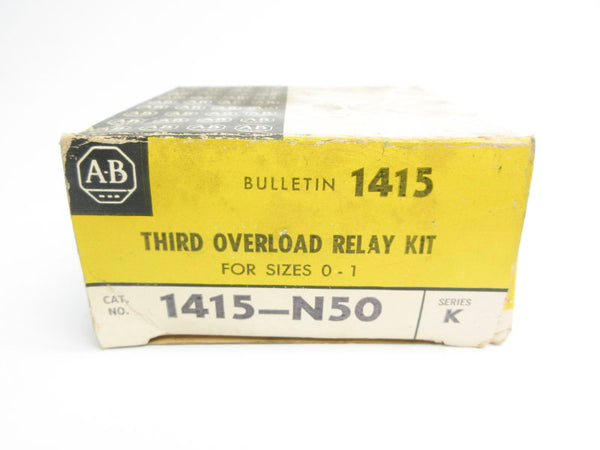 A-B
BULLETIN 1415
THIRD OVERLOAD RELAY KIT
FOR SIZES 0-1
CAT. NO. 1415-N50
SERIES K